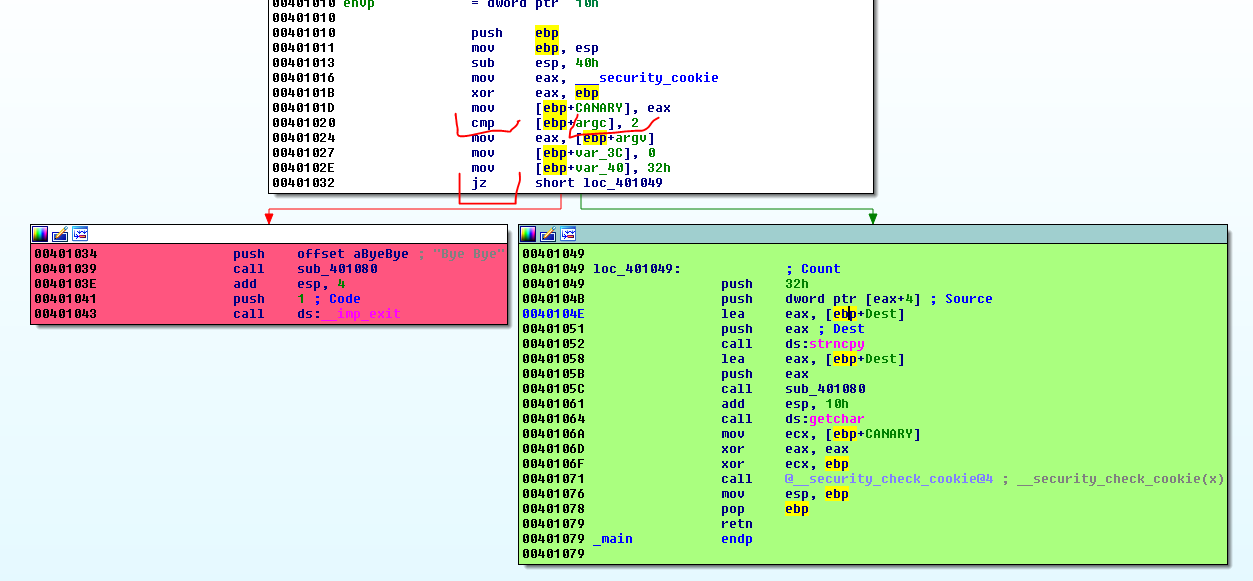 00401010 envp = dword ptr 10h
00401010
00401010 push ebp
00401011 mov ebp, esp
00401013 sub esp, 40h
00401016 mov eax, ___security_cookie
0040101B xor eax, ebp
0040101D mov [ebp+CANARY], eax
00401020 cmp [ebp+argc], 2
00401024 mov eax, [ebp+argv]
00401027 mov [ebp+var_3C], 0
0040102E mov [ebp+var_40], 32h
00401032 jz short loc_401049
00401034 push offset aByeBye ; "Bye Bye"
00401039 call sub_401080
0040103E add esp, 4
00401041 push 1 ; Code
00401043 call ds:__imp_exit
00401049
00401049 loc_401049: ; Count
00401049 push 32h
0040104B push dword ptr [eax+4] ; Source
0040104E lea eax, [ebp+Dest]
00401051 push eax ; Dest
00401052 call ds:strncpy
00401058 lea eax, [ebp+Dest]
0040105B push eax
0040105C call sub_401080
00401061 add esp, 10h
00401064 call ds:getchar
0040106A mov ecx, [ebp+CANARY]
0040106D xor eax, eax
0040106F xor ecx, ebp
00401071 call @__security_check_cookie@4 ; __security_check_cookie(x)
00401076 mov esp, ebp
00401078 pop ebp
00401079 retn
00401079 _main endp
00401079